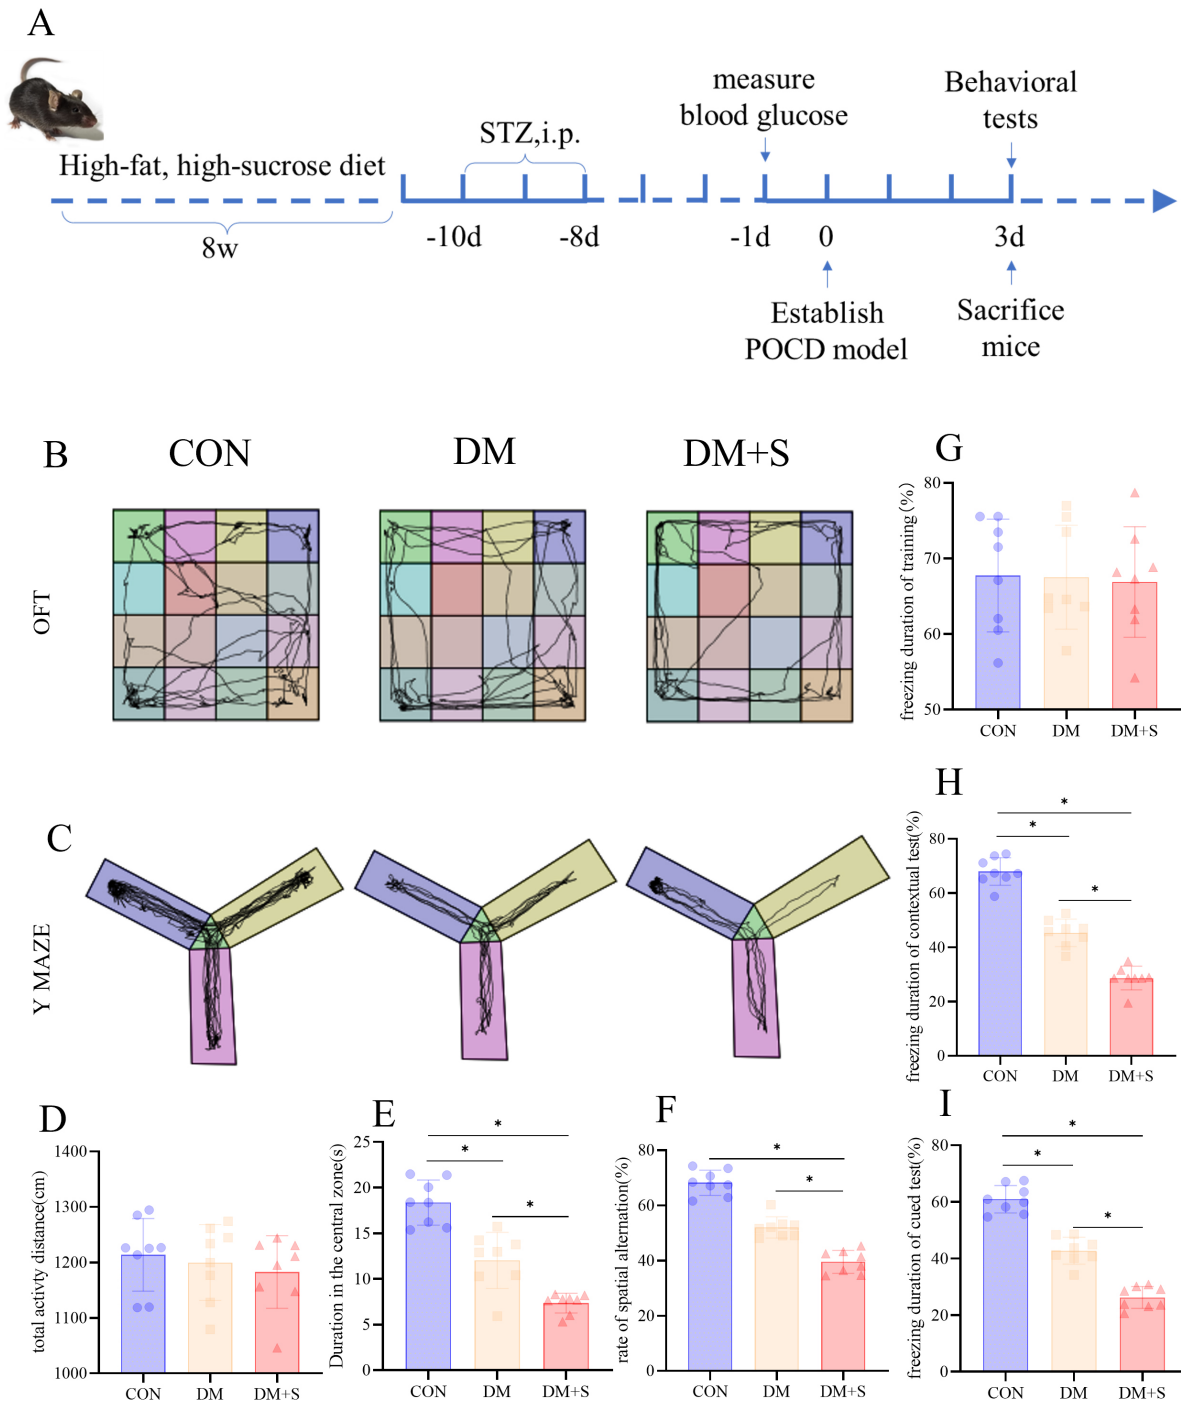 A
measure
blood glucose
Behavioral
tests
STZ,i.p.
High-fat, high-sucrose diet
8w
-10d
-8d
-1d
0
3d
Establish
POCD model
Sacrifice
mice
B
CON
DM
DM+S
OFT
C
Y MAZE
D
total activty distance(cm)
1400
1300
1200
1100
1000
CON
DM
DM+S
E
Duration in the central zone(s)
25
20
15
10
5
0
*
*
*
CON
DM
DM+S
F
rate of spatial alternation(%)
80
60
40
20
0
*
*
CON
DM
DM+S
G
freezing duration of training(%)
80
70
60
50
CON
DM
DM+S
H
freezing duration of contextual test(%)
80
60
40
20
0
*
*
*
CON
DM
DM+S
I
freezing duration of cued test(%)
80
60
40
20
0
*
*
*
CON
DM
DM+S